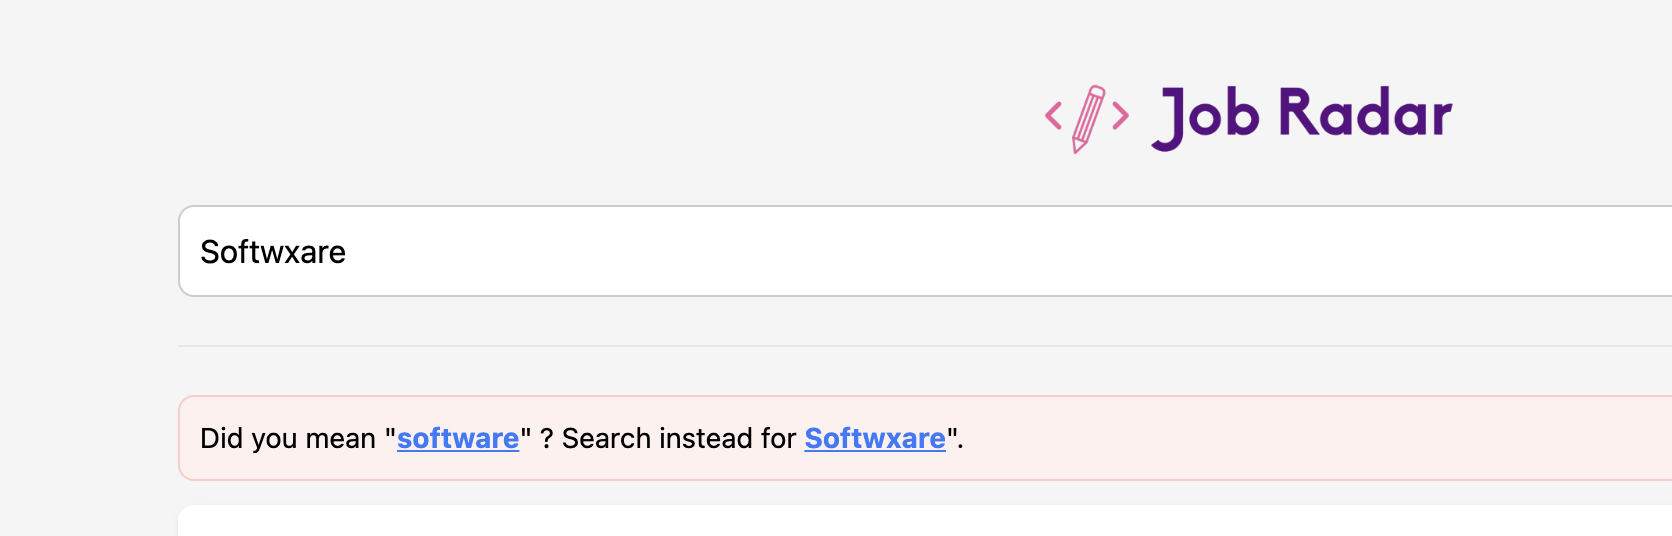 Job Radar
Softwxare
Did you mean "software" ? Search instead for Softwxare".